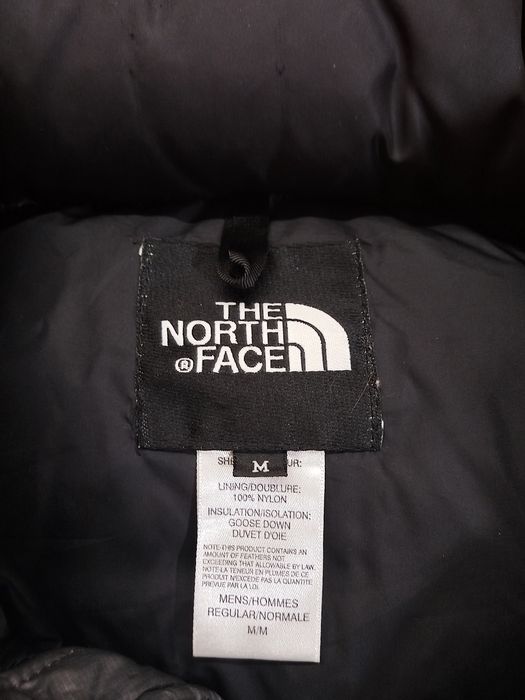 THE
NORTH
® FACE
M
SHE UR:
LINING/DOUBLURE:
100% NYLON
INSULATION/ISOLATION:
GOOSE DOWN
DUVET D'OIE
NOTE-THIS PRODUCT CONTAINS AN
AMOUNT OF FEATHERS NOT
EXCEEDING THAT ALLOWABLE BY LAW.
NOTE-LA TENEUR EN PLUMES DE CE
PRODUIT N'EXCEDE PAS LA QUANTITE
PREVUE PAR LA LOI.
MENS/HOMMES
REGULAR/NORMALE
M/M